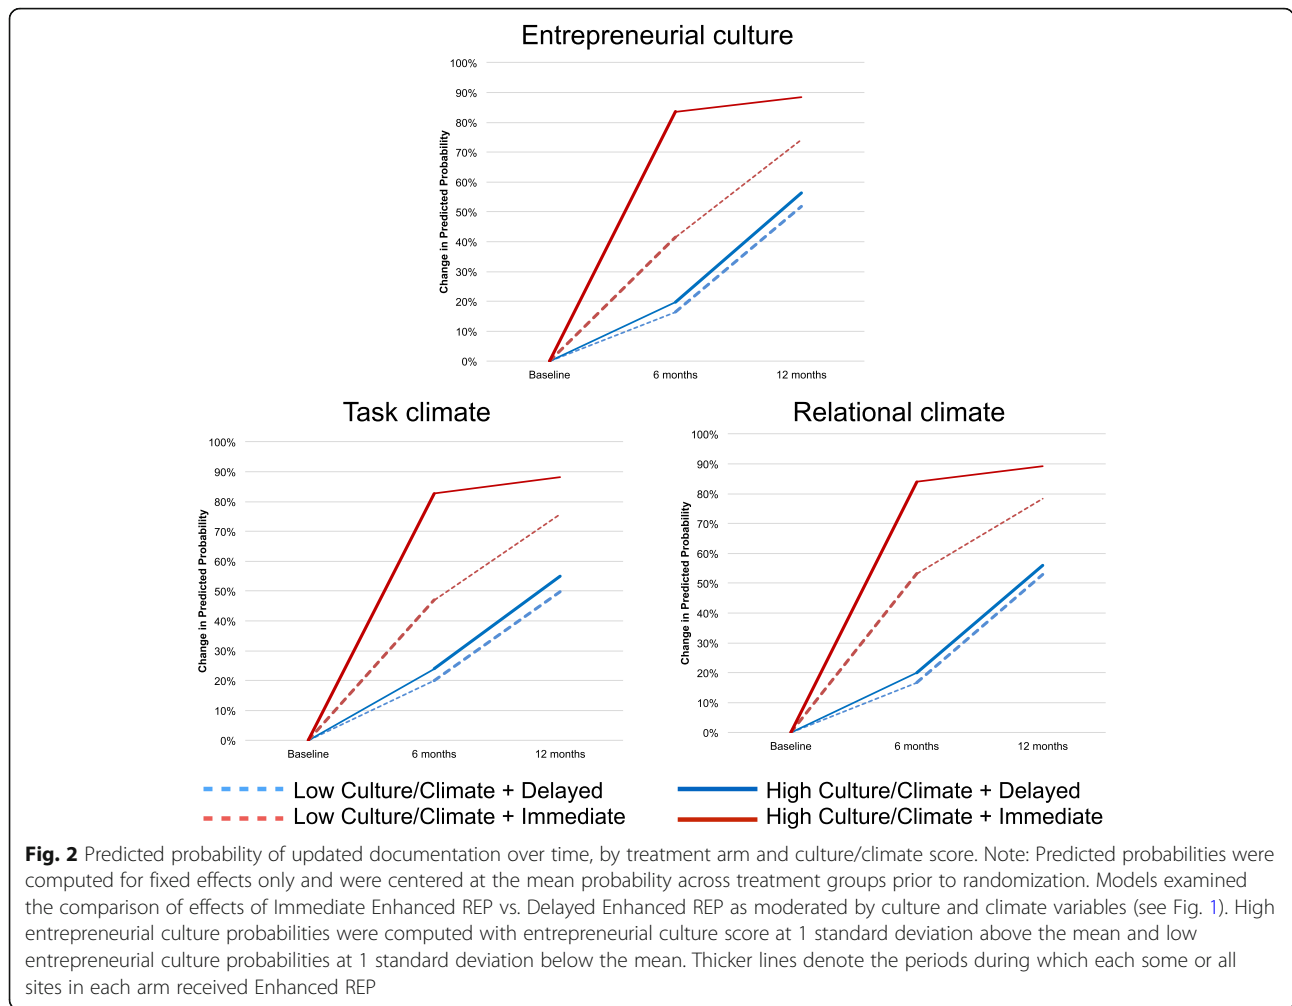 Entrepreneurial culture
Change in Predicted Probability
100%
90%
80%
70%
60%
50%
40%
30%
20%
10%
0%
Baseline
6 months
12 months
Task climate
Change in Predicted Probability
100%
90%
80%
70%
60%
50%
40%
30%
20%
10%
0%
Baseline
6 months
12 months
Relational climate
Change in Predicted Probability
100%
90%
80%
70%
60%
50%
40%
30%
20%
10%
0%
Baseline
6 months
12 months
Low Culture/Climate + Delayed
High Culture/Climate + Delayed
Low Culture/Climate + Immediate
High Culture/Climate + Immediate
Fig. 2 Predicted probability of updated documentation over time, by treatment arm and culture/climate score. Note: Predicted probabilities were
computed for fixed effects only and were centered at the mean probability across treatment groups prior to randomization. Models examined
the comparison of effects of Immediate Enhanced REP vs. Delayed Enhanced REP as moderated by culture and climate variables (see Fig. 1). High
entrepreneurial culture probabilities were computed with entrepreneurial culture score at 1 standard deviation above the mean and low
entrepreneurial culture probabilities at 1 standard deviation below the mean. Thicker lines denote the periods during which each some or all
sites in each arm received Enhanced REP